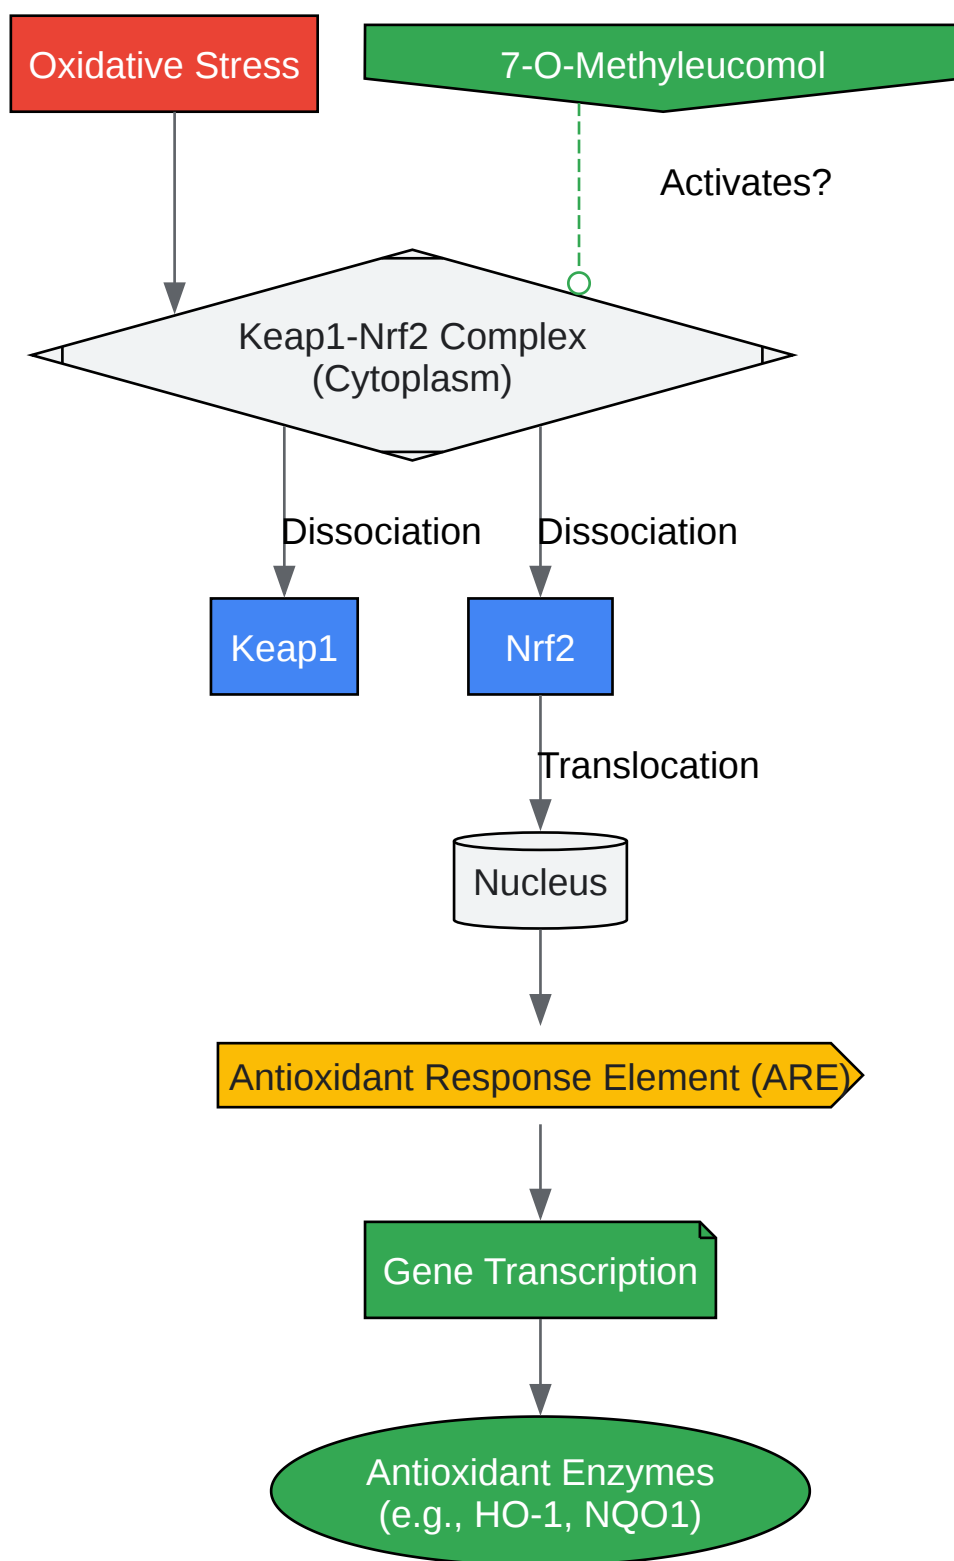 Oxidative Stress
7-O-Methyleucomol
Activates?
Keap1-Nrf2 Complex
(Cytoplasm)
Dissociation
Dissociation
Keap1
Nrf2
Translocation
Nucleus
Antioxidant Response Element (ARE)
Gene Transcription
Antioxidant Enzymes
(e.g., HO-1, NQO1)